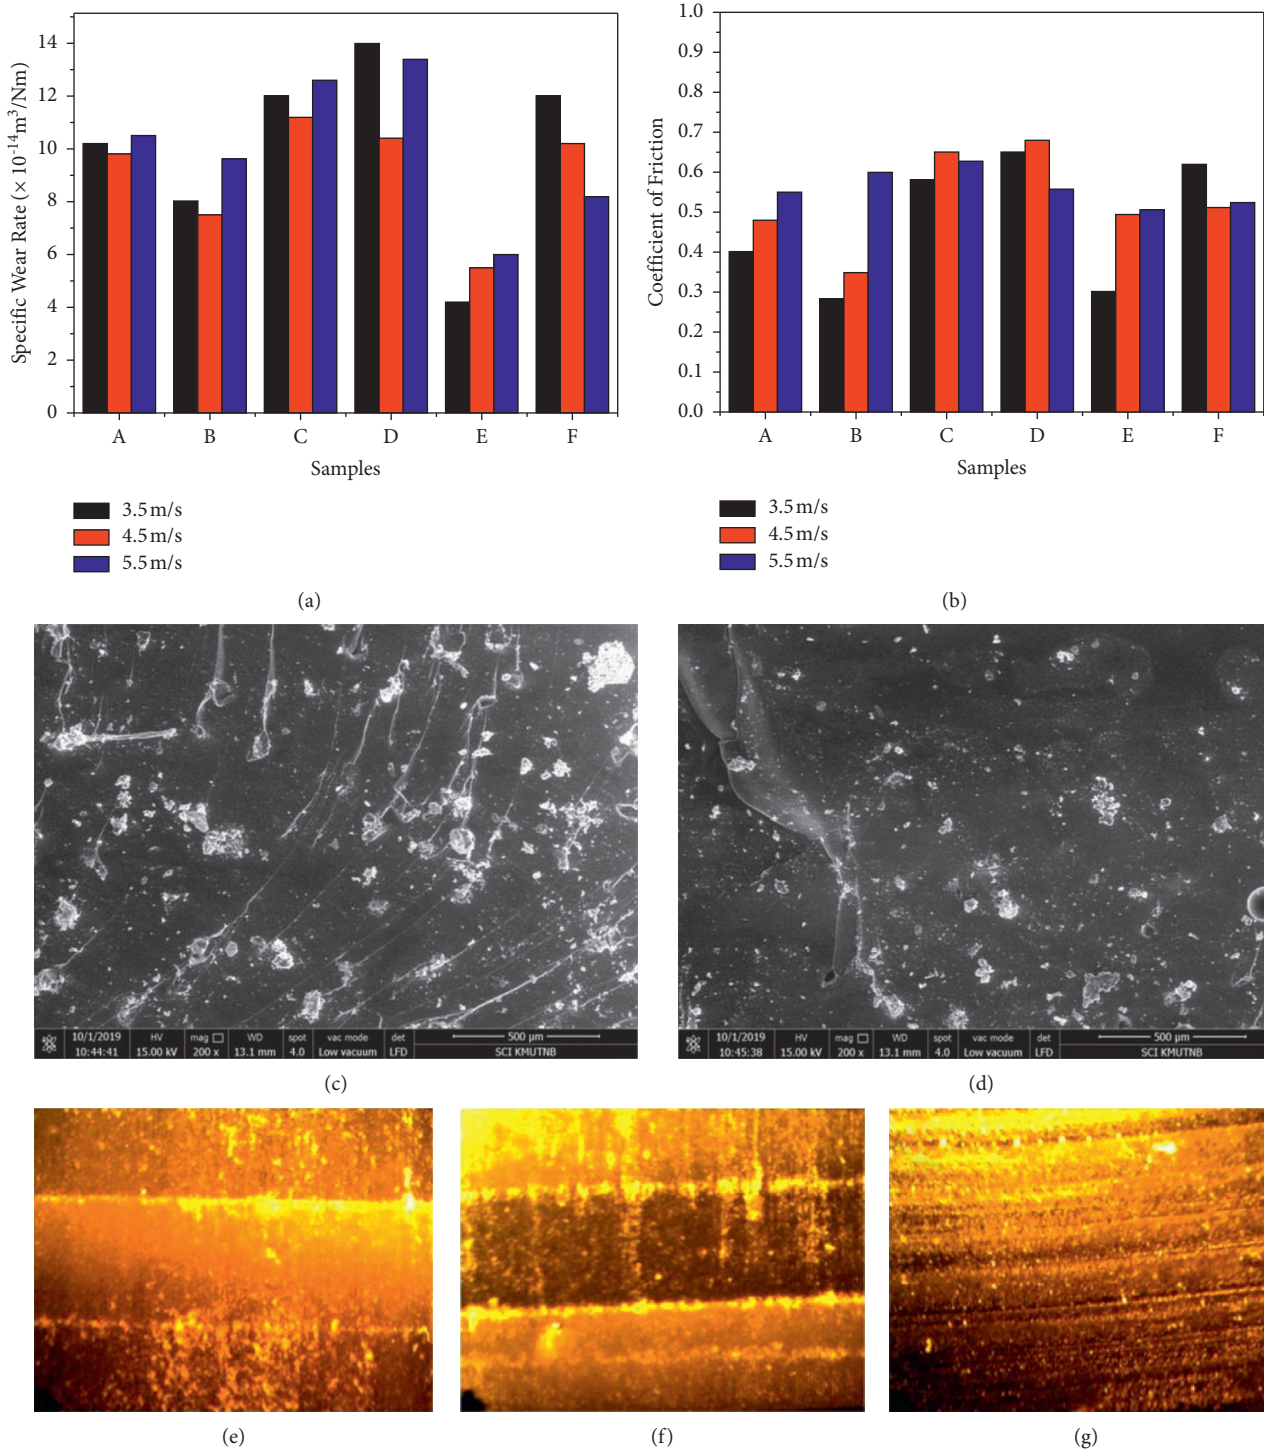 Specific Wear Rate (× 10⁻¹⁴m³/Nm)
14
12
10
8
6
4
2
0
A B C D E F
Samples
3.5 m/s
4.5 m/s
5.5 m/s
(a)
Coefficient of Friction
1.0
0.9
0.8
0.7
0.6
0.5
0.4
0.3
0.2
0.1
0.0
A B C D E F
Samples
3.5 m/s
4.5 m/s
5.5 m/s
(b)
10/1/2019 HV mag WD spot vac mode det 500 µm
10:44:41 15.00 kV 200 x 13.1 mm 4.0 Low vacuum LFD SCI KMUTNB
(c)
10/1/2019 HV mag WD spot vac mode det 500 µm
10:45:38 15.00 kV 200 x 13.1 mm 4.0 Low vacuum LFD SCI KMUTNB
(d)
(e)
(f)
(g)